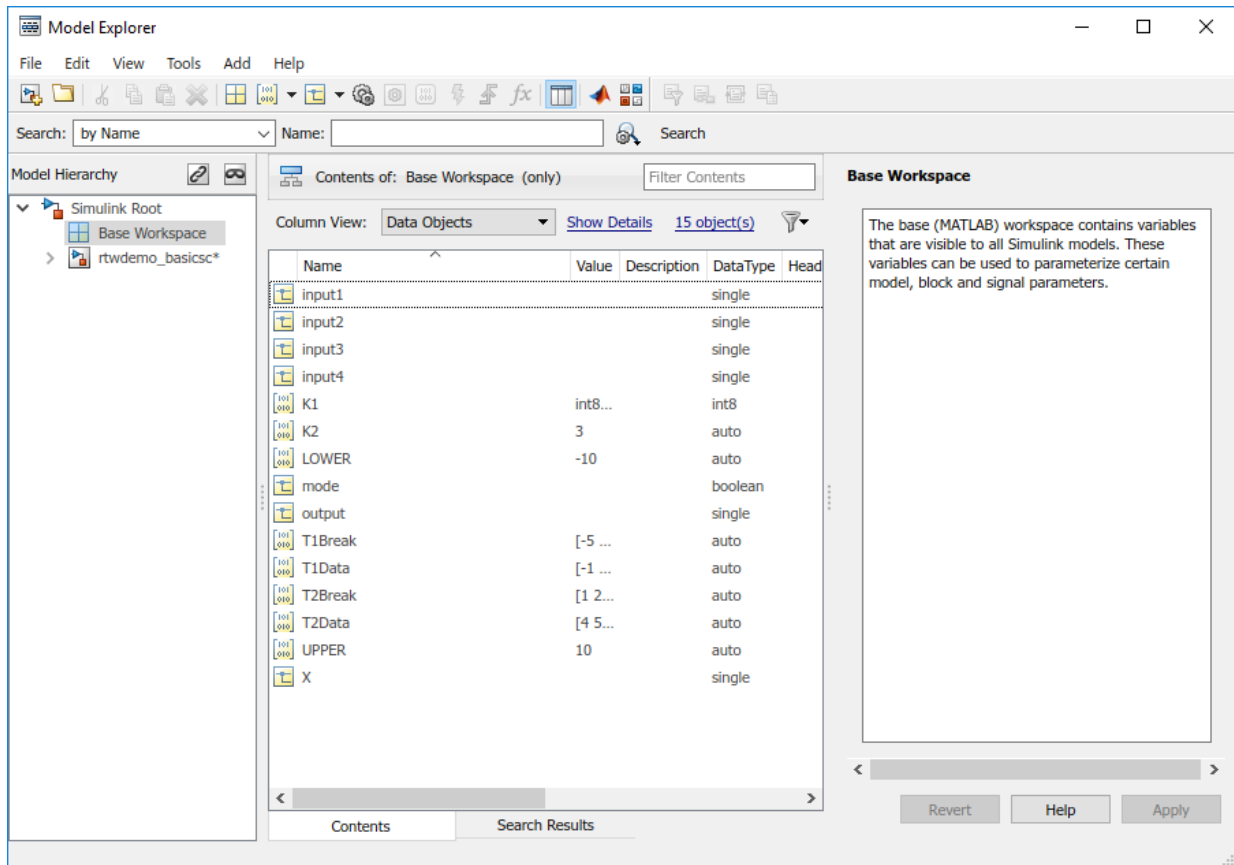 Model Explorer
File Edit View Tools Add Help
Search: by Name Name: Search
Model Hierarchy
Simulink Root
Base Workspace
rtwdemo_basicsc*
Contents of: Base Workspace (only) Filter Contents
Column View: Data Objects Show Details 15 object(s)
Name Value Description DataType Head
input1 single
input2 single
input3 single
input4 single
K1 int8... int8
K2 3 auto
LOWER -10 auto
mode boolean
output single
T1Break [-5 ... auto
T1Data [-1 ... auto
T2Break [1 2... auto
T2Data [4 5... auto
UPPER 10 auto
X single
Contents Search Results
Base Workspace
The base (MATLAB) workspace contains variables
that are visible to all Simulink models. These
variables can be used to parameterize certain
model, block and signal parameters.
Revert Help Apply